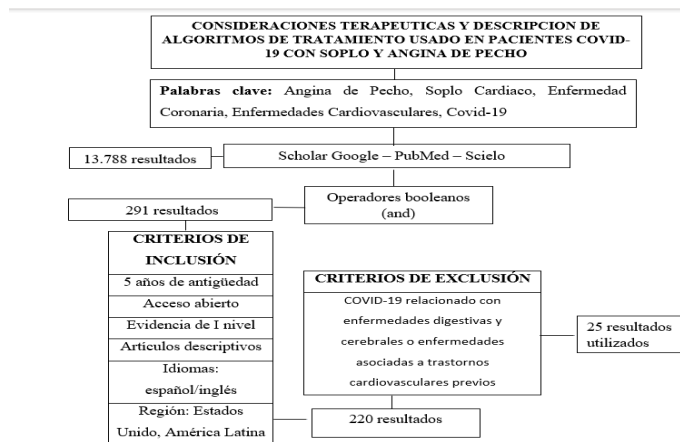 CONSIDERACIONES TERAPEUTICAS Y DESCRIPCION DE
ALGORITMOS DE TRATAMIENTO USADO EN PACIENTES COVID-
19 CON SOPLO Y ANGINA DE PECHO
Palabras clave: Angina de Pecho, Soplo Cardiaco, Enfermedad
Coronaria, Enfermedades Cardiovasculares, Covid-19
13.788 resultados
Scholar Google – PubMed – Scielo
Operadores booleanos
(and)
291 resultados
CRITERIOS DE
INCLUSIÓN
5 años de antigüedad
Acceso abierto
Evidencia de I nivel
Artículos descriptivos
Idiomas:
español/inglés
Región: Estados
Unido, América Latina
CRITERIOS DE EXCLUSIÓN
COVID-19 relacionado con
enfermedades digestivas y
cerebrales o enfermedades
asociadas a trastornos
cardiovasculares previos
25 resultados
utilizados
220 resultados